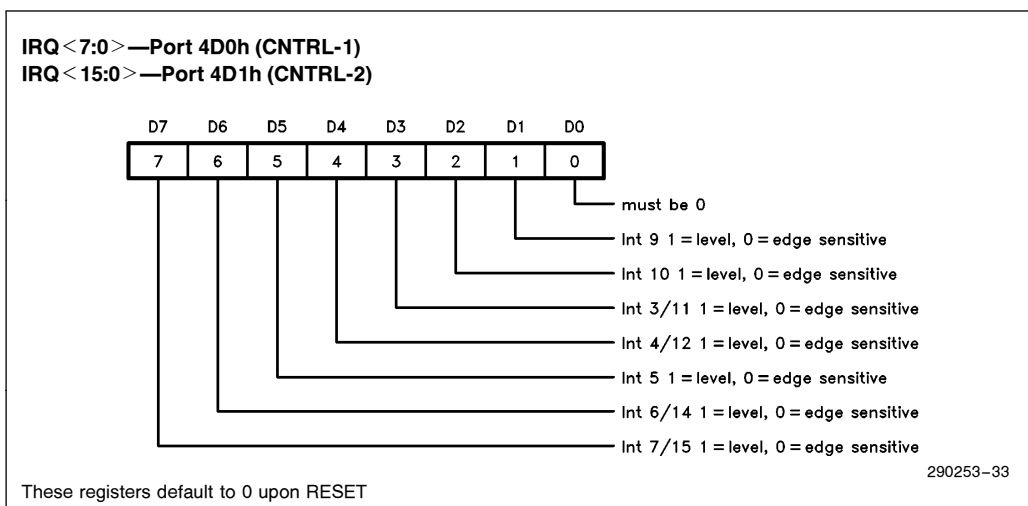 IRQ<7:0>—Port 4D0h (CNTRL-1)
IRQ<15:0>—Port 4D1h (CNTRL-2)
D7 D6 D5 D4 D3 D2 D1 D0
7 6 5 4 3 2 1 0
must be 0
Int 9 1=level, 0=edge sensitive
Int 10 1=level, 0=edge sensitive
Int 3/11 1=level, 0=edge sensitive
Int 4/12 1=level, 0=edge sensitive
Int 5 1=level, 0=edge sensitive
Int 6/14 1=level, 0=edge sensitive
Int 7/15 1=level, 0=edge sensitive
290253–33
These registers default to 0 upon RESET